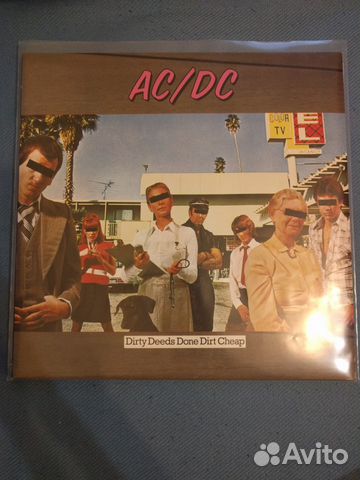 AC/DC
COLOR
TV
EL
Dirty Deeds Done Dirt Cheap
Avito